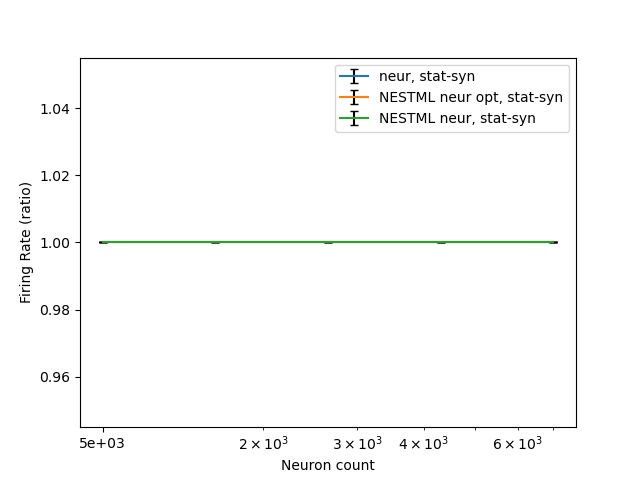 neur, stat-syn
NESTML neur opt, stat-syn
NESTML neur, stat-syn
Firing Rate (ratio)
1.04
1.02
1.00
0.98
0.96
5e+03
2 × 10³
3 × 10³
4 × 10³
6 × 10³
Neuron count